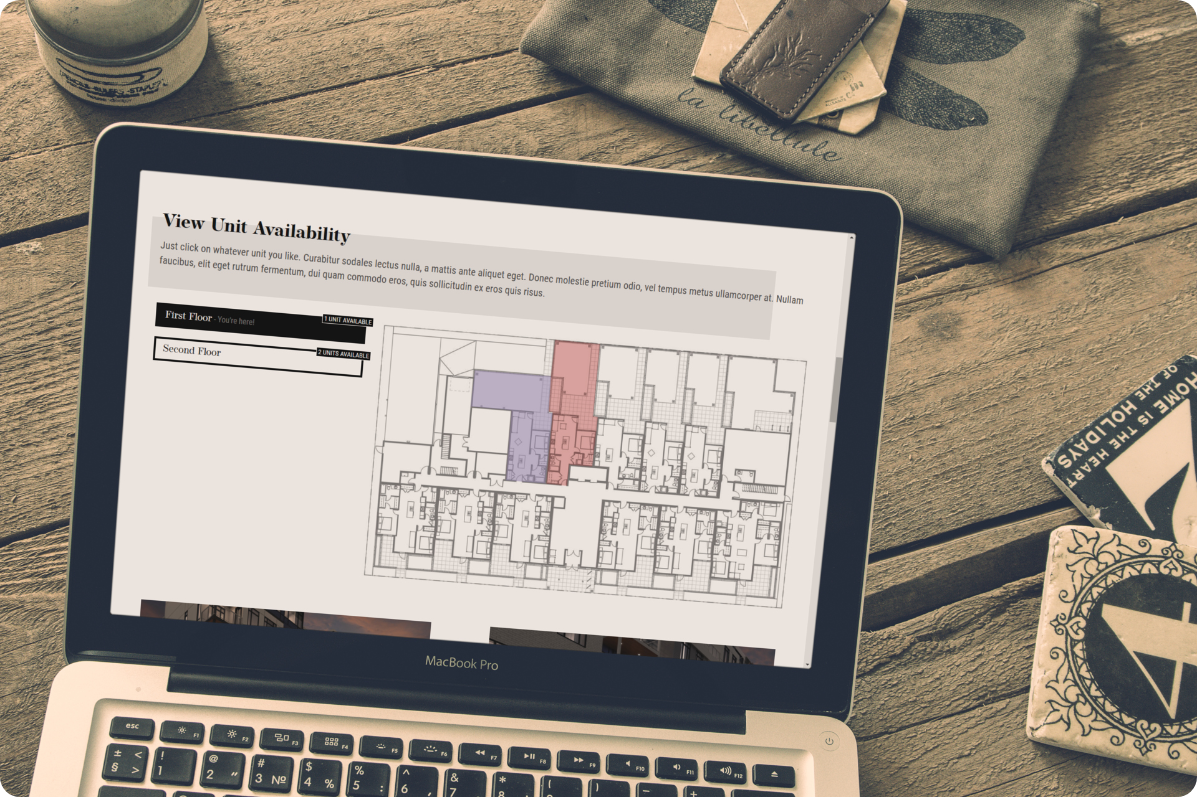 la libellule
View Unit Availability
Just click on whatever unit you like. Curabitur sodales lectus nulla, a mattis ante aliquet eget. Donec molestie pretium odio, vel tempus metus ullamcorper at. Nullam
faucibus, elit eget rutrum fermentum, dui quam commodo eros, quis sollicitudin ex eros quis risus.
First Floor - You're here!
1 UNIT AVAILABLE
Second Floor
2 UNITS AVAILABLE
HOME IS THE HEART
OF THE HOLIDAYS
MacBook Pro
esc F1 F2 F3 F4 F5 F6 F7 F8 F9 F10 F11 F12
± < § >
! 1
@ 2 "
# 3 №
$ 4 %
% 5 :
^ 6 ,
& 7 .
* 8 ;
( 
)